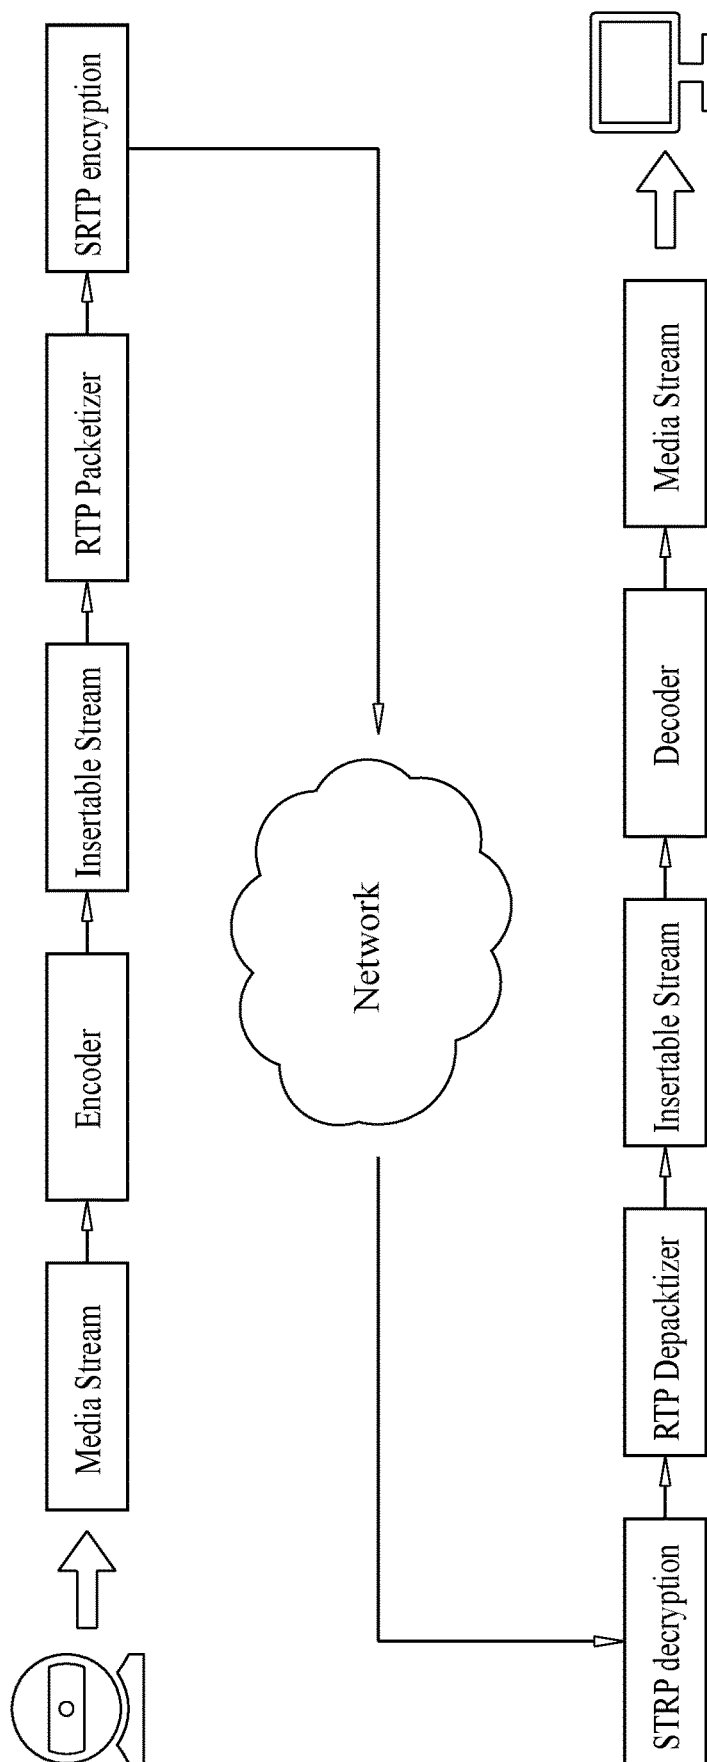 Media Stream
Encoder
Insertable Stream
RTP Packetizer
SRTP encryption
Network
STRP decryption
RTP Depacktizer
Insertable Stream
Decoder
Media Stream